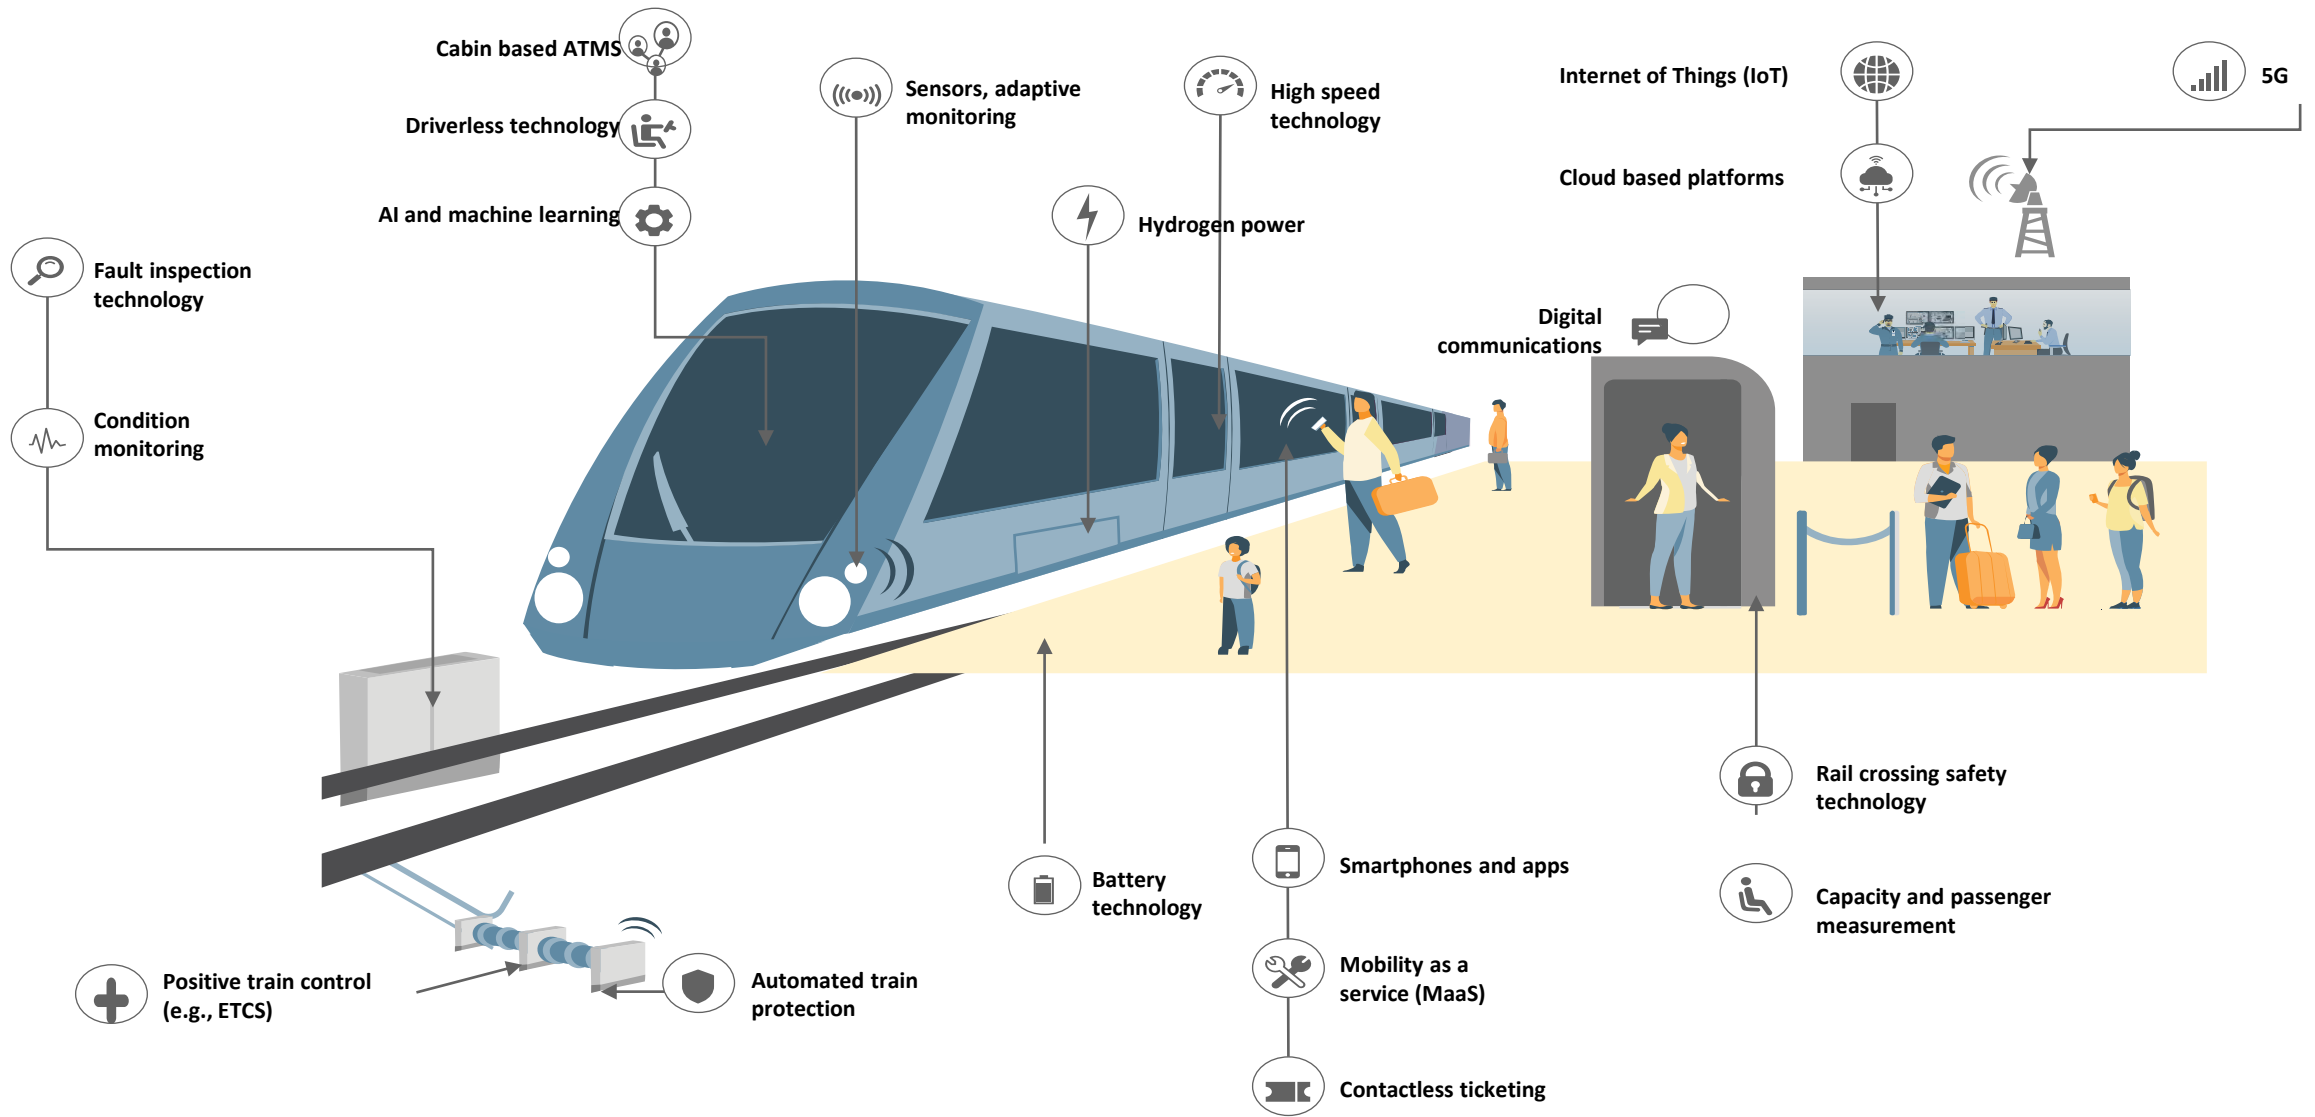 Cabin based ATMS
Driverless technology
AI and machine learning
Sensors, adaptive
monitoring
High speed
technology
Hydrogen power
Internet of Things (IoT)
Cloud based platforms
5G
Fault inspection
technology
Condition
monitoring
Digital
communications
Rail crossing safety
technology
Capacity and passenger
measurement
Smartphones and apps
Mobility as a
service (MaaS)
Contactless ticketing
Battery
technology
Automated train
protection
Positive train control
(e.g., ETCS)